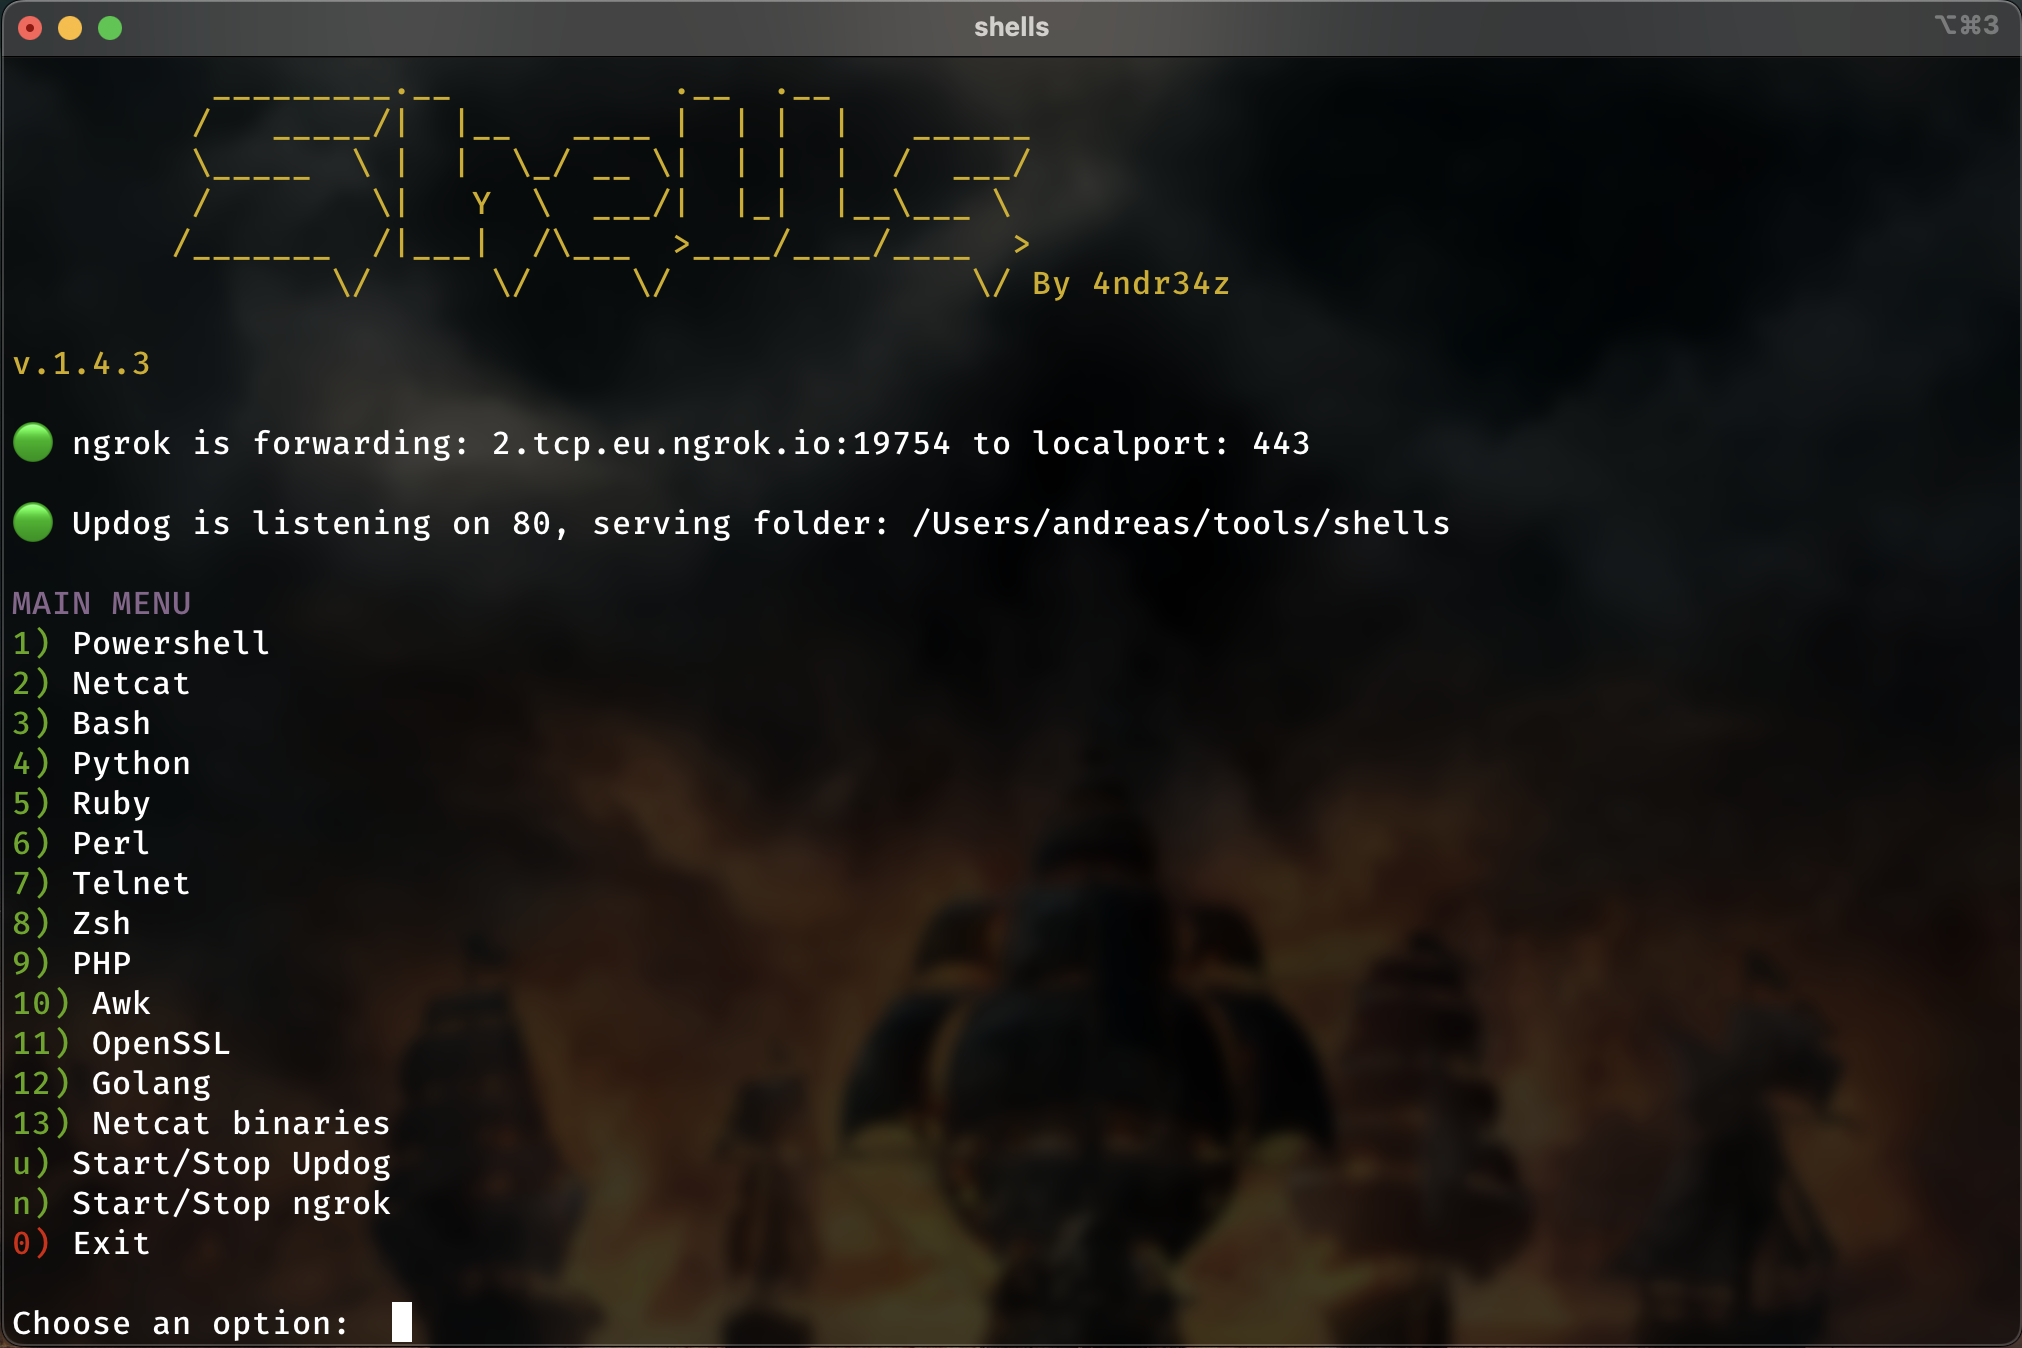 shells
⌥⌘3
Shells
By 4ndr34z
v.1.4.3
ngrok is forwarding: 2.tcp.eu.ngrok.io:19754 to localport: 443
Updog is listening on 80, serving folder: /Users/andreas/tools/shells
MAIN MENU
1) Powershell
2) Netcat
3) Bash
4) Python
5) Ruby
6) Perl
7) Telnet
8) Zsh
9) PHP
10) Awk
11) OpenSSL
12) Golang
13) Netcat binaries
u) Start/Stop Updog
n) Start/Stop ngrok
0) Exit
Choose an option: